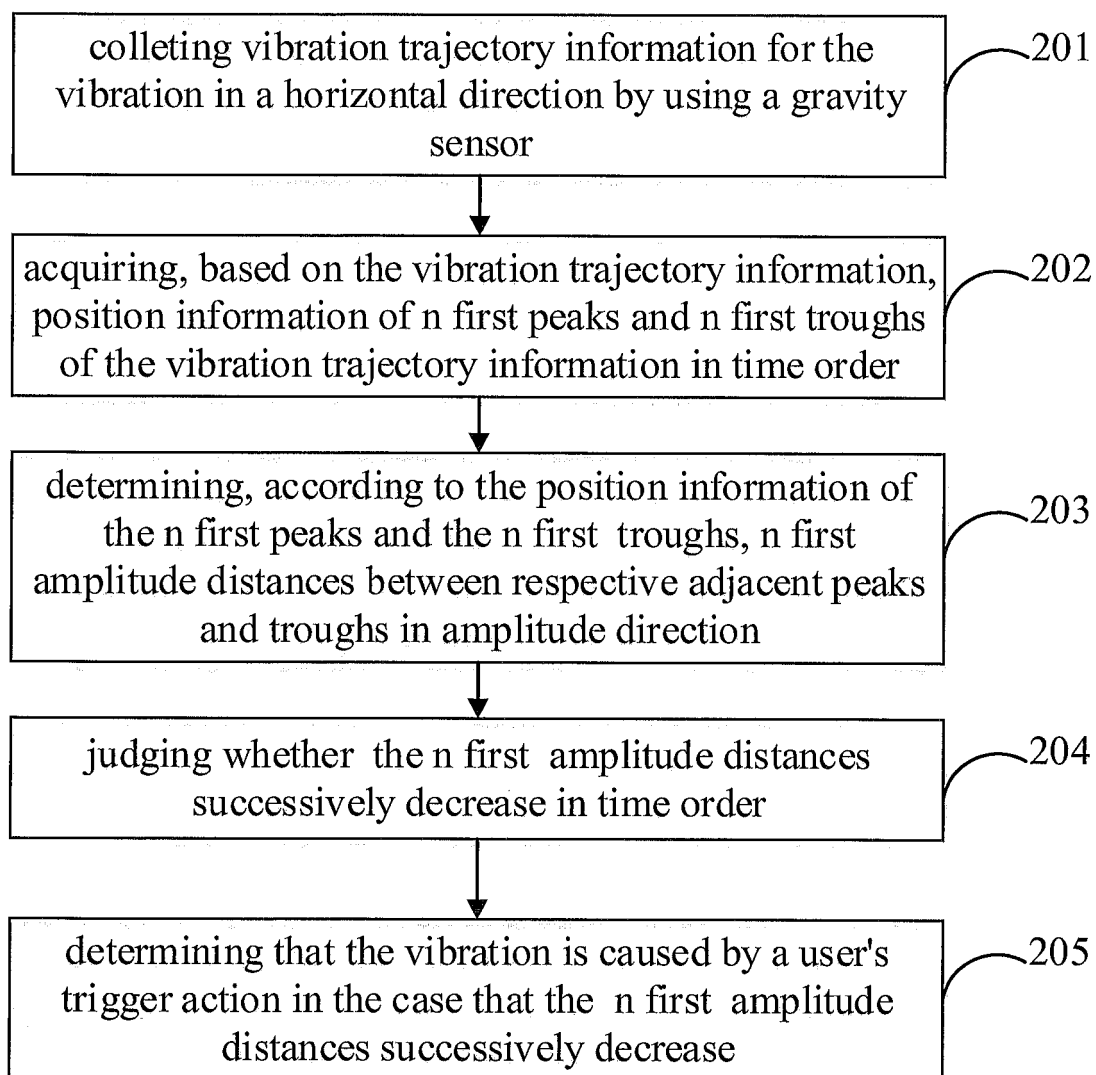 colleting vibration trajectory information for the
vibration in a horizontal direction by using a gravity
sensor
201
acquiring, based on the vibration trajectory information,
position information of n first peaks and n first troughs
of the vibration trajectory information in time order
202
determining, according to the position information of
the n first peaks and the n first troughs, n first
amplitude distances between respective adjacent peaks
and troughs in amplitude direction
203
judging whether the n first amplitude distances
successively decrease in time order
204
determining that the vibration is caused by a user's
trigger action in the case that the n first amplitude
distances successively decrease
205